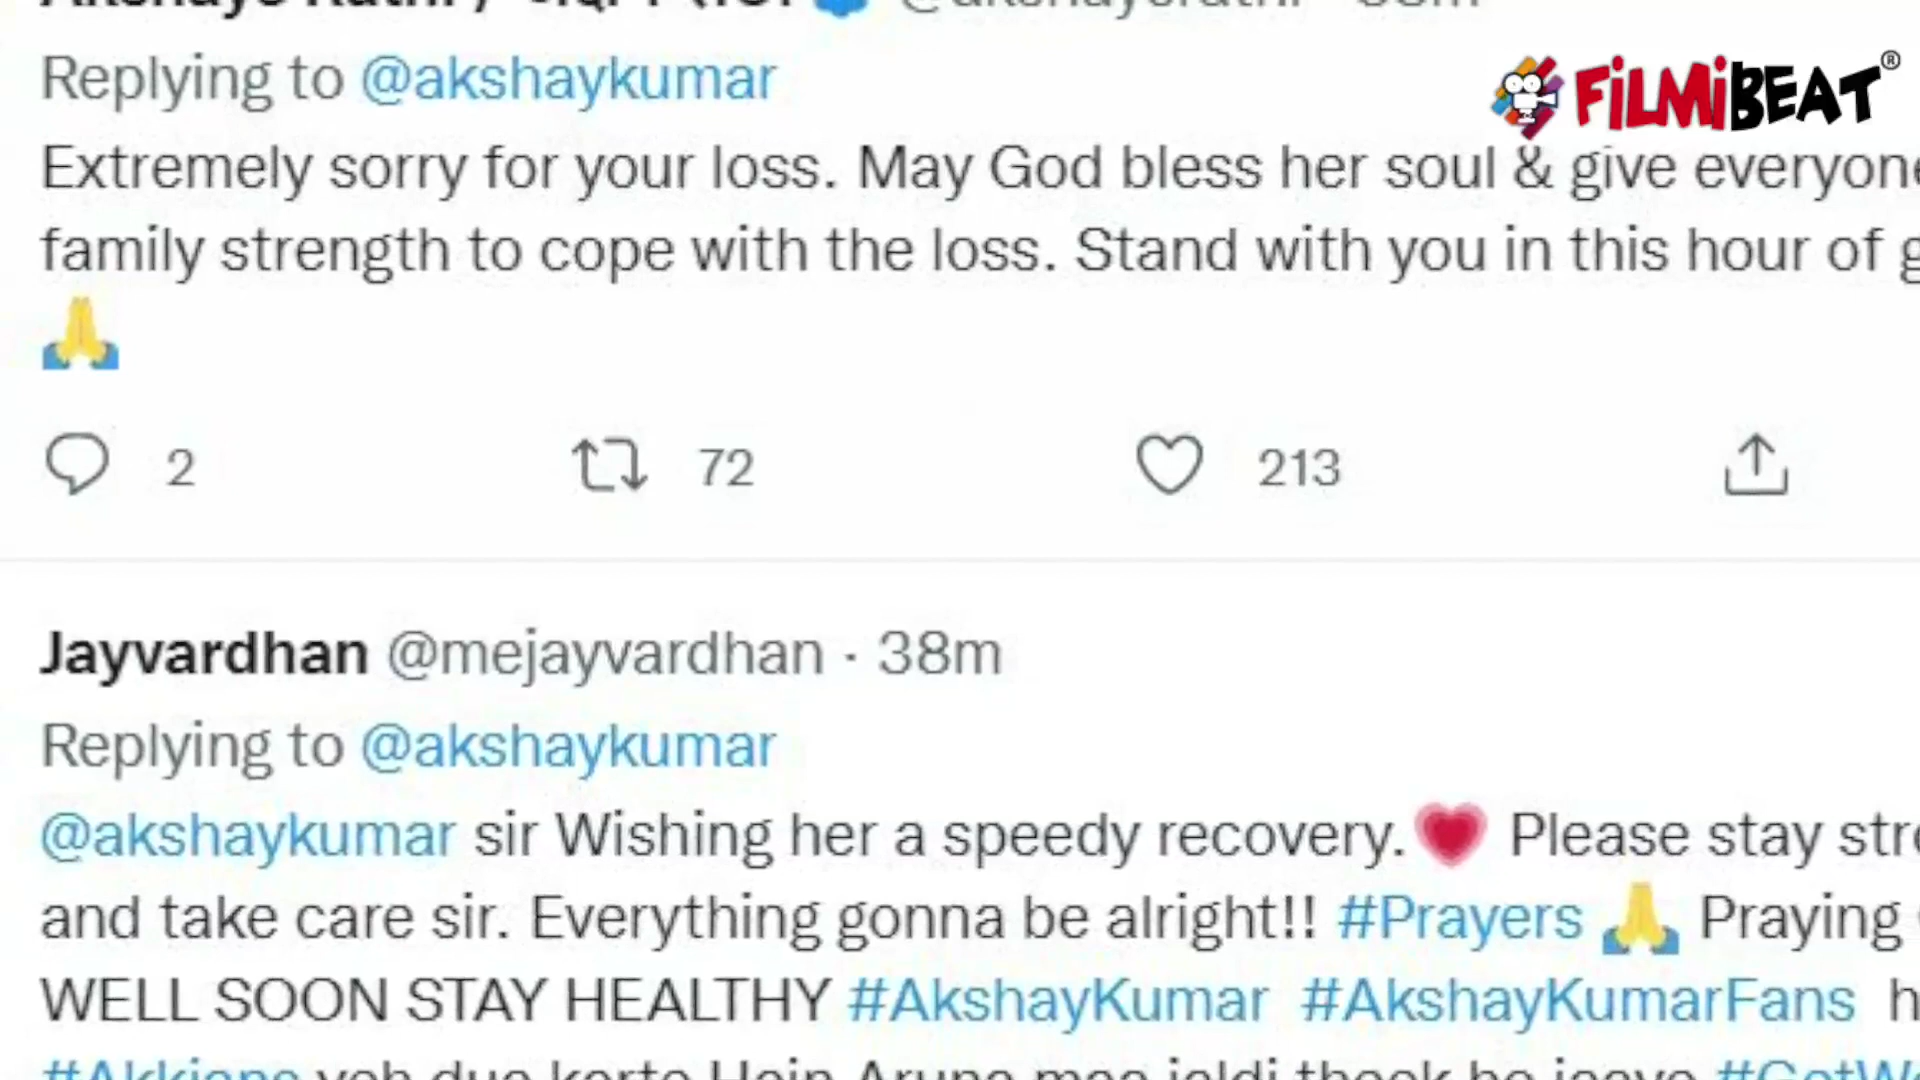 Replying to @akshaykumar
FiLMiBEAT®
Extremely sorry for your loss. May God bless her soul & give everyone
family strength to cope with the loss. Stand with you in this hour of
🙏
2 72 213
Jayvardhan @mejayvardhan · 38m
Replying to @akshaykumar
@akshaykumar sir Wishing her a speedy recovery.💗 Please stay
and take care sir. Everything gonna be alright!! #Prayers 🙏 Praying
WELL SOON STAY HEALTHY #AkshayKumar #AkshayKumarFans